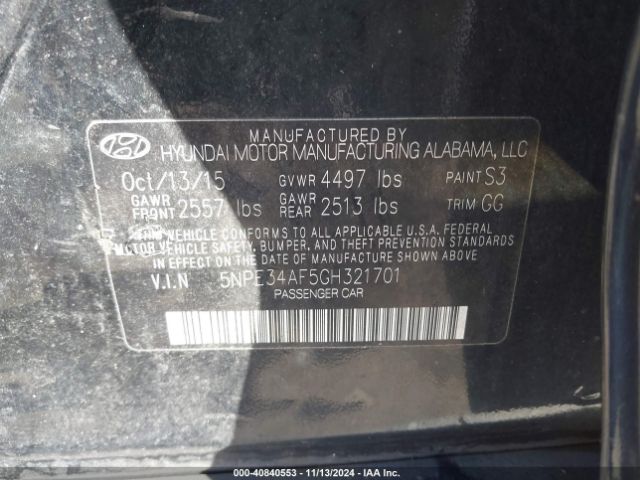 MANUFACTURED BY
HYUNDAI MOTOR MANUFACTURING ALABAMA, LLC
Oct/13/15 GVWR 4497 lbs PAINT S3
GAWR FRONT 2557 lbs GAWR REAR 2513 lbs TRIM GG
THIS VEHICLE CONFORMS TO ALL APPLICABLE U.S.A. FEDERAL
MOTOR VEHICLE SAFETY, BUMPER, AND THEFT PREVENTION
STANDARDS IN EFFECT ON THE DATE OF MANUFACTURE SHOWN ABOVE.
V.I.N 5NPE34AF5GH321701
PASSENGER CAR
000-40840553 - 11/13/2024 - IAA Inc.